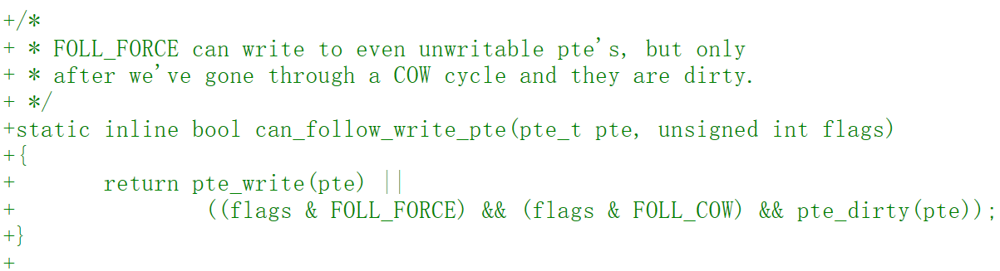 +/*
+ * FOLL_FORCE can write to even unwritable pte's, but only
+ * after we've gone through a COW cycle and they are dirty.
+ */
+static inline bool can_follow_write_pte(pte_t pte, unsigned int flags)
+{
+       return pte_write(pte) ||
+               ((flags & FOLL_FORCE) && (flags & FOLL_COW) && pte_dirty(pte));
+}
+